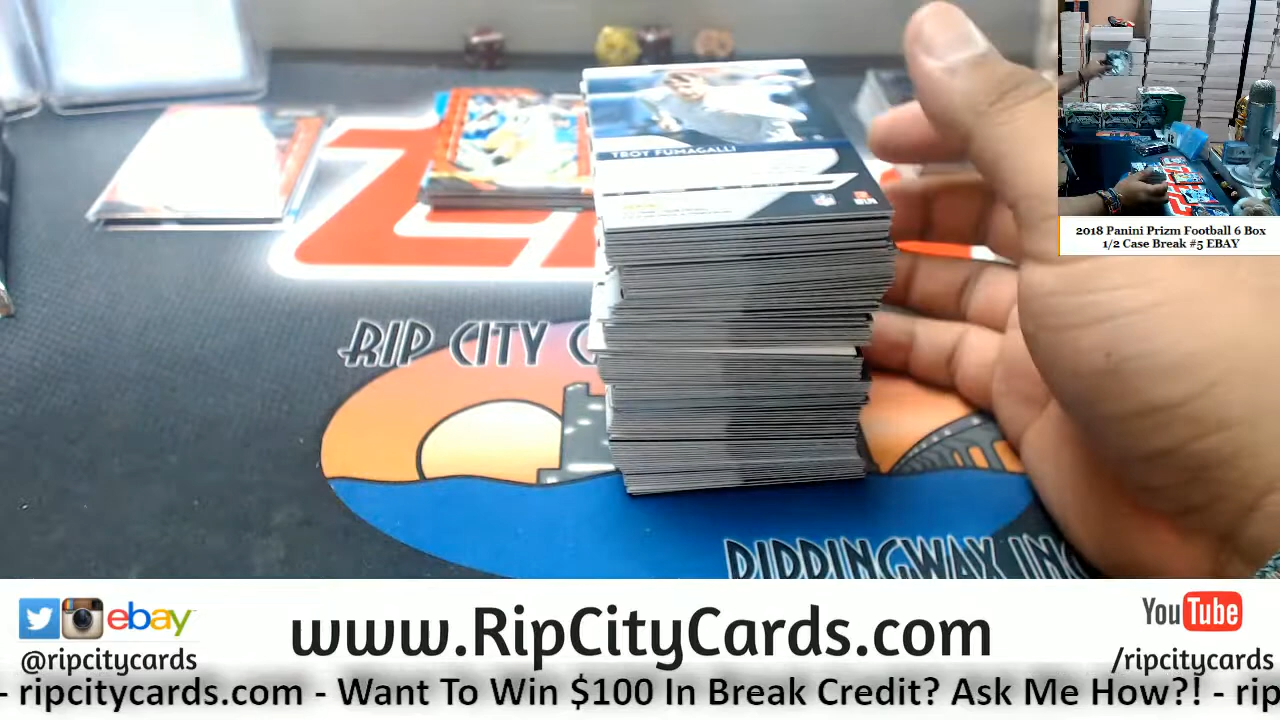 TROY FUMAGALLI
RIP CITY C
RIPPINGWAX INC
2018 Panini Prizm Football 6 Box
1/2 Case Break #5 EBAY
ebay
www.RipCityCards.com
YouTube
@ripcitycards
/ripcitycards
- ripcitycards.com - Want To Win $100 In Break Credit? Ask Me How?! - rip